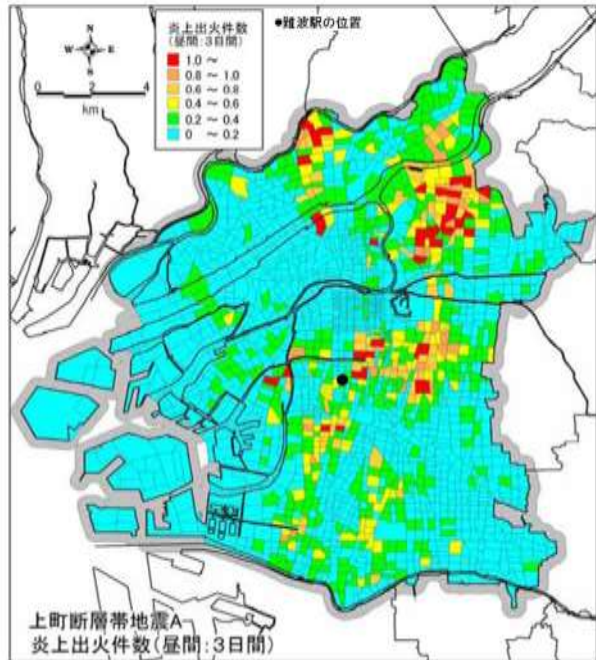 ●難波駅の位置
炎上出火件数
(昼間:3日間)
1.0 ～
0.8 ～ 1.0
0.6 ～ 0.8
0.4 ～ 0.6
0.2 ～ 0.4
0 ～ 0.2
N
W E
S
0 2 4
km
上町断層帯地震A
炎上出火件数(昼間:3日間)